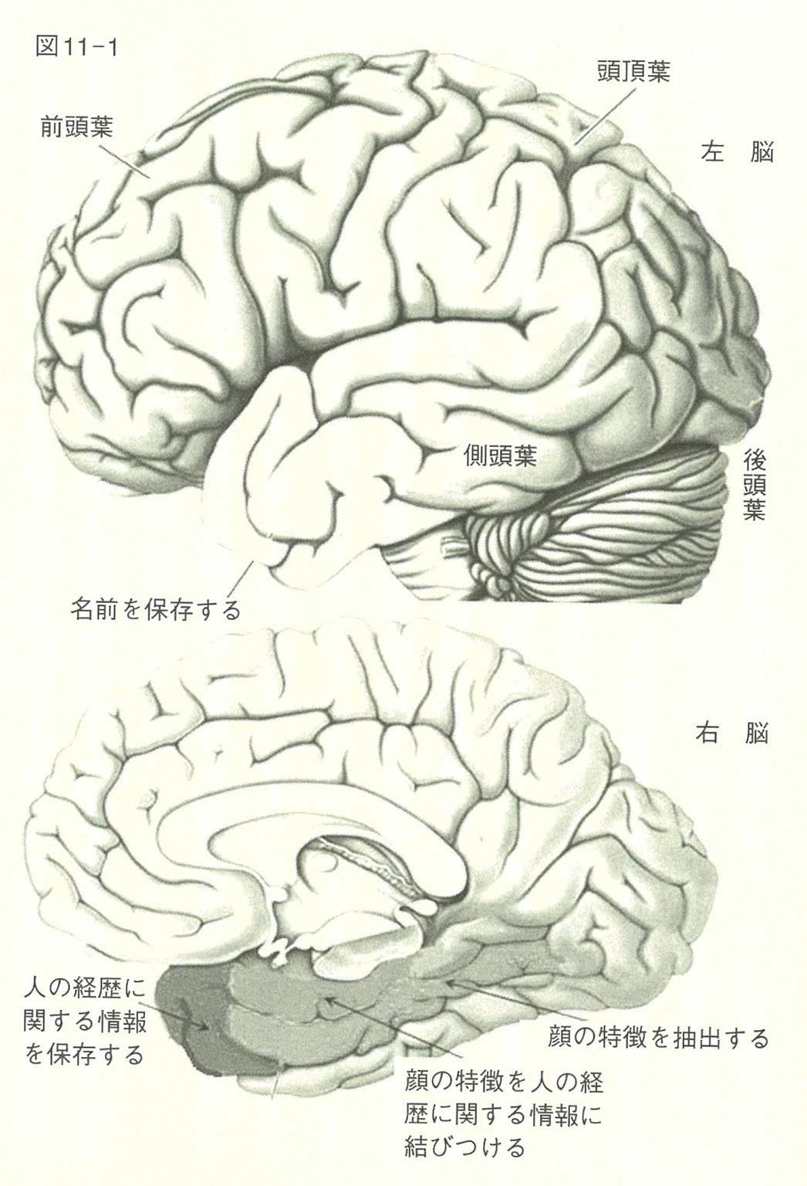 図11-1
頭頂葉
前頭葉
左 脳
側頭葉
後頭葉
名前を保存する
右 脳
人の経歴に
関する情報
を保存する
顔の特徴を抽出する
顔の特徴を人の経
歴に関する情報に
結びつける